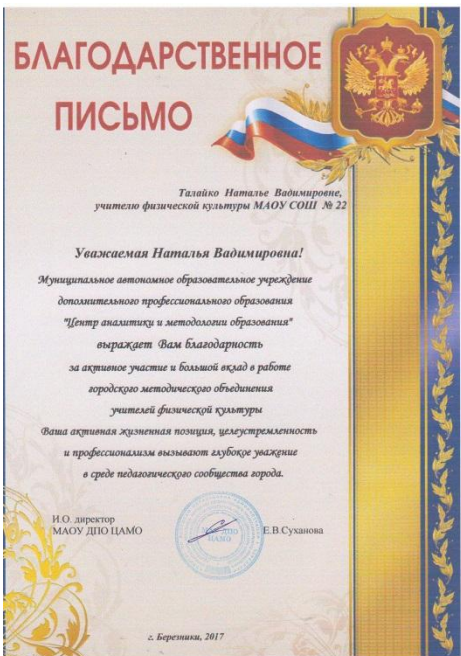 БЛАГОДАРСТВЕННОЕ
ПИСЬМО
Талайко Наталье Вадимировне,
учителю физической культуры МАОУ СОШ № 22
Уважаемая Наталья Вадимировна!
Муниципальное автономное образовательное учреждение
дополнительного профессионального образования
"Центр аналитики и методологии образования"
выражает Вам благодарность
за активное участие и большой вклад в работе
городского методического объединения
учителей физической культуры
Ваша активная жизненная позиция, целеустремленность
и профессионализм вызывают глубокое уважение
в среде педагогического сообщества города.
И.О. директор
МАОУ ДПО ЦАМО
Е.В.Суханова
г. Березники, 2017